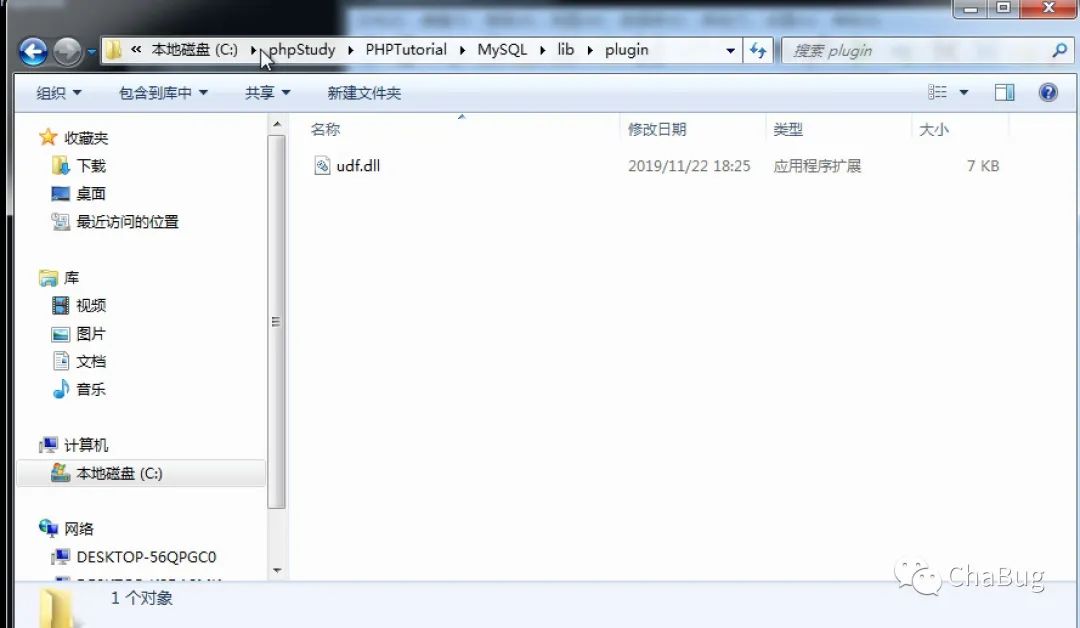 « 本地磁盘 (C:) phpStudy PHPTutorial MySQL lib plugin 搜索 plugin
组织 包含到库中 共享 新建文件夹
名称 修改日期 类型 大小
udf.dll 2019/11/22 18:25 应用程序扩展 7 KB
收藏夹
下载
桌面
最近访问的位置
库
视频
图片
文档
音乐
计算机
本地磁盘 (C:)
网络
DESKTOP-56QPGC0
1 个对象
ChaBug